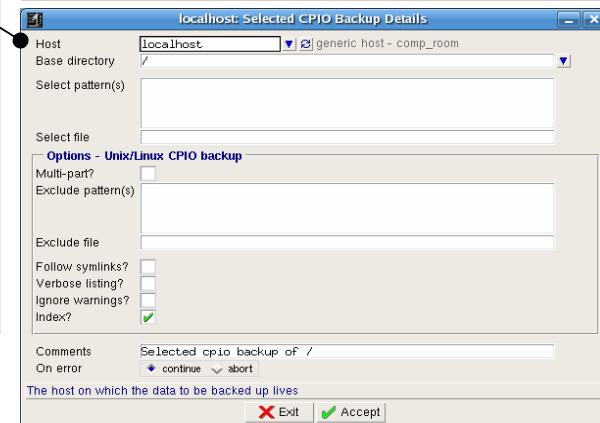 localhost: Selected CPIO Backup Details
Host localhost generic host - comp_room
Base directory /
Select pattern(s)
Select file
Options - Unix/Linux CPIO backup
Multi-part?
Exclude pattern(s)
Exclude file
Follow symlinks?
Verbose listing?
Ignore warnings?
Index?
Comments Selected cpio backup of /
On error continue abort
The host on which the data to be backed up lives
Exit Accept